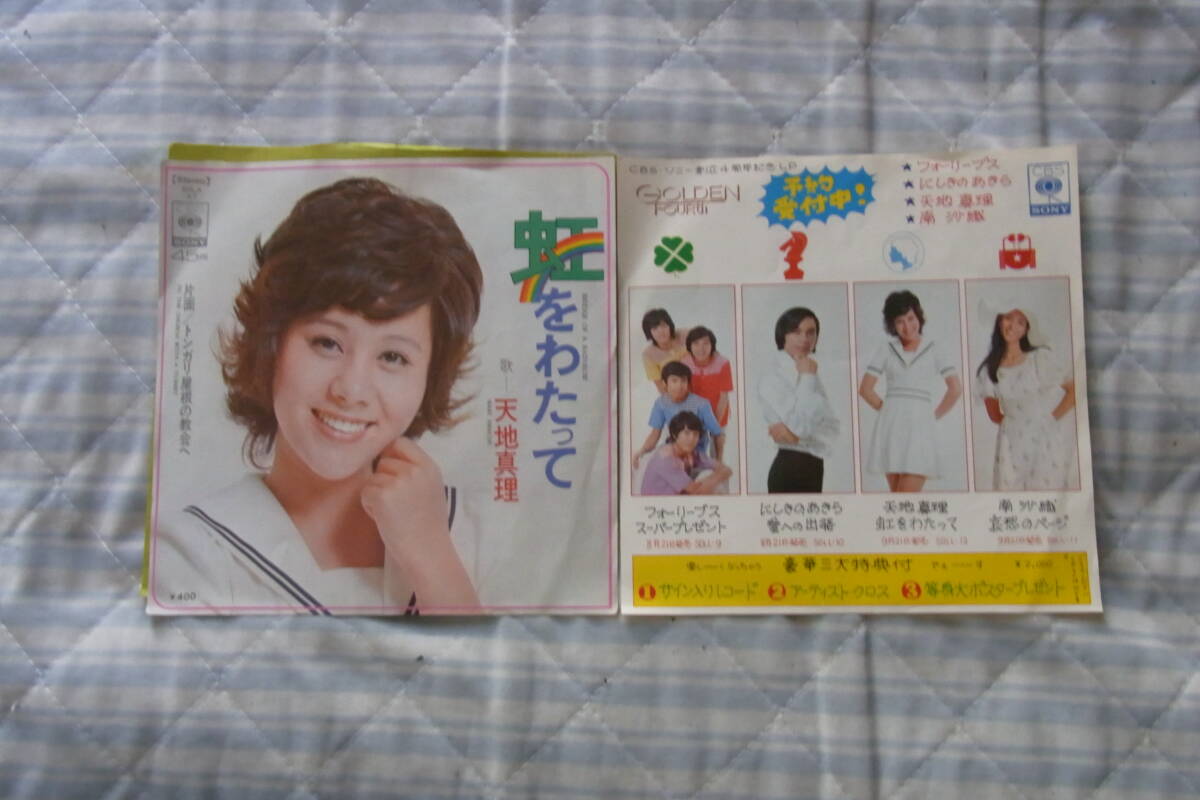 [Stereo]
CBS
SONY
45
虹をわたって
歌—天地真理
片面/トンガリ屋根の教会へ
¥400
CBS・ソニー創立4周年記念LP
GOLDEN
FOURTH
予約
受付中!
★フォーリーブス
★にしきのあきら
★天地真理
★南沙織
CBS
SONY
フォーリーブス
スーパープレゼント
にしきのあきら
愛への出発
天地真理
虹をわたって
南沙織
哀愁のページ
豪華三大特典付
¥2,000
1 サイン入りレコード
2 アーティスト・クロス
3 等身大ポスタープレゼント